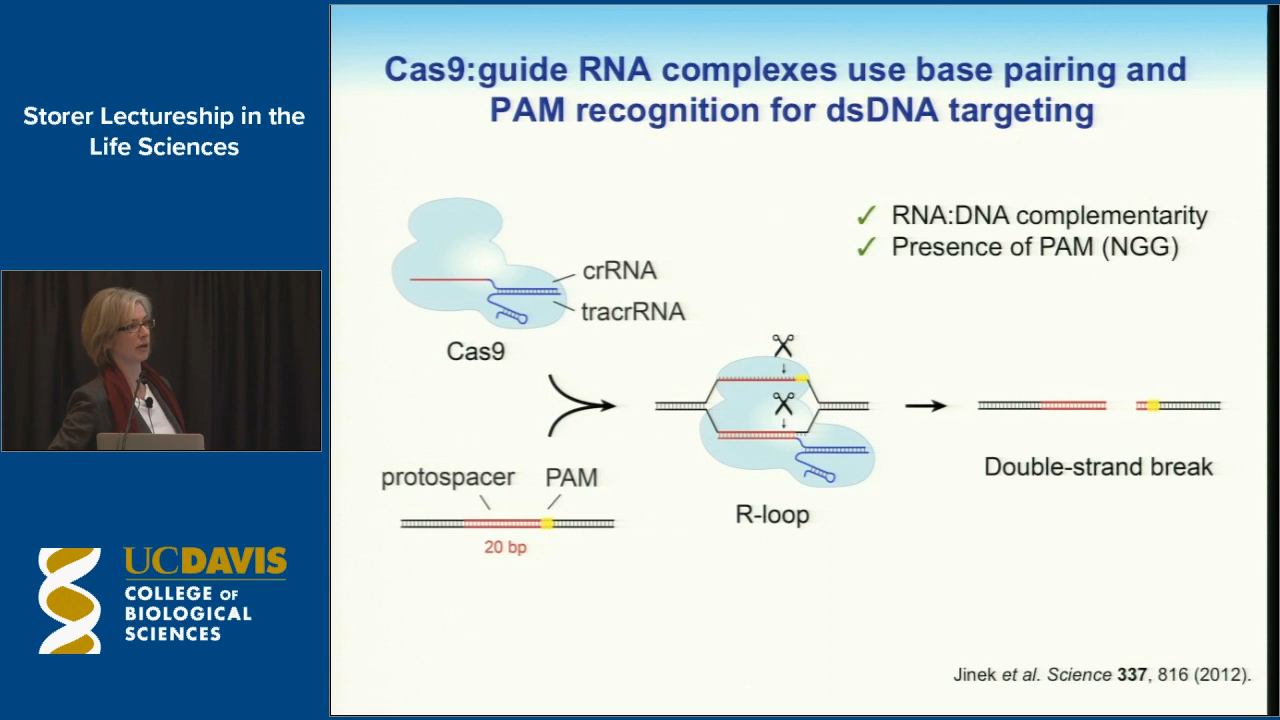 Storer Lectureship in the
Life Sciences
UCDAVIS
COLLEGE OF
BIOLOGICAL
SCIENCES
Cas9:guide RNA complexes use base pairing and
PAM recognition for dsDNA targeting
✓ RNA:DNA complementarity
✓ Presence of PAM (NGG)
crRNA
tracrRNA
Cas9
protospacer PAM
20 bp
R-loop
Double-strand break
Jinek et al. Science 337, 816 (2012).